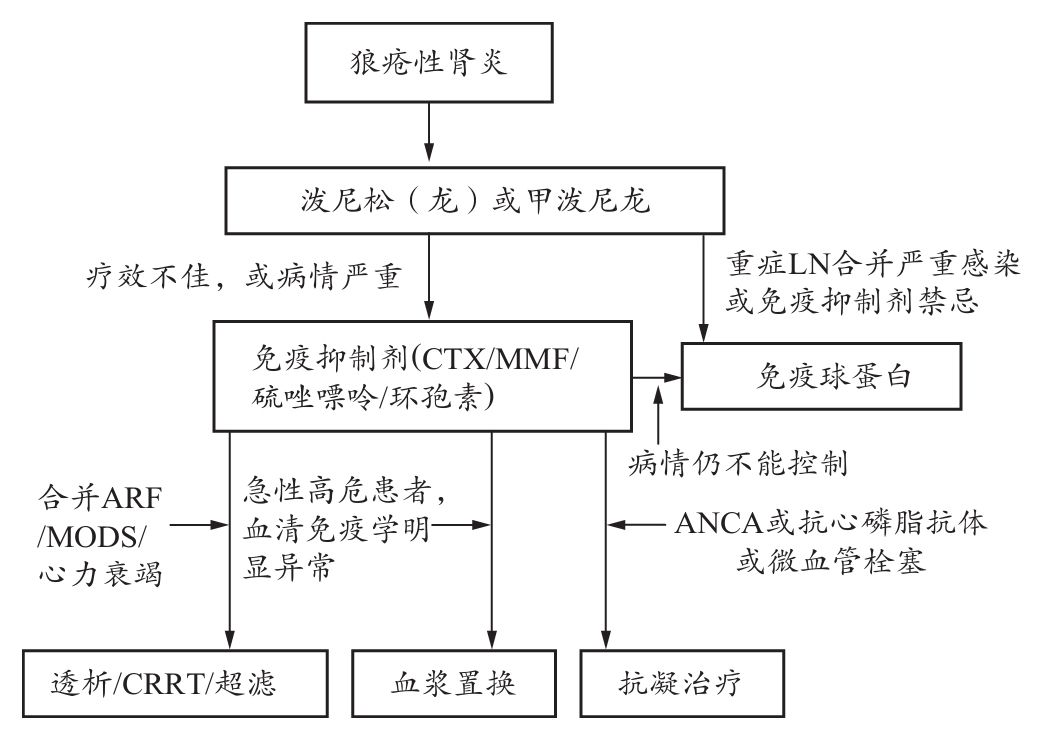 狼疮性肾炎
泼尼松（龙）或甲泼尼龙
疗效不佳，或病情严重
重症LN合并严重感染
或免疫抑制剂禁忌
免疫抑制剂(CTX/MMF/
硫唑嘌呤/环孢素)
免疫球蛋白
病情仍不能控制
合并ARF
/MODS/
心力衰竭
急性高危患者，
血清免疫学明
显异常
ANCA或抗心磷脂抗体
或微血管栓塞
透析/CRRT/超滤
血浆置换
抗凝治疗